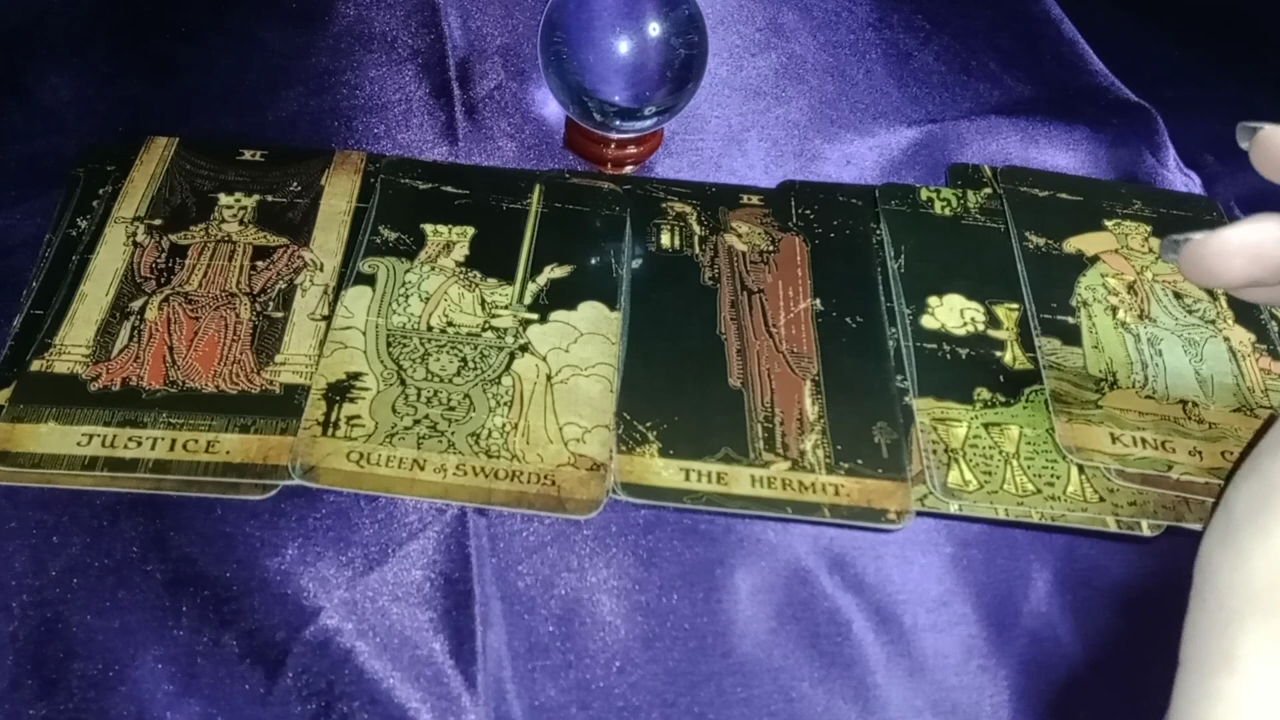 XI
JUSTICE.
QUEEN of SWORDS.
IX
THE HERMIT.
KING of C